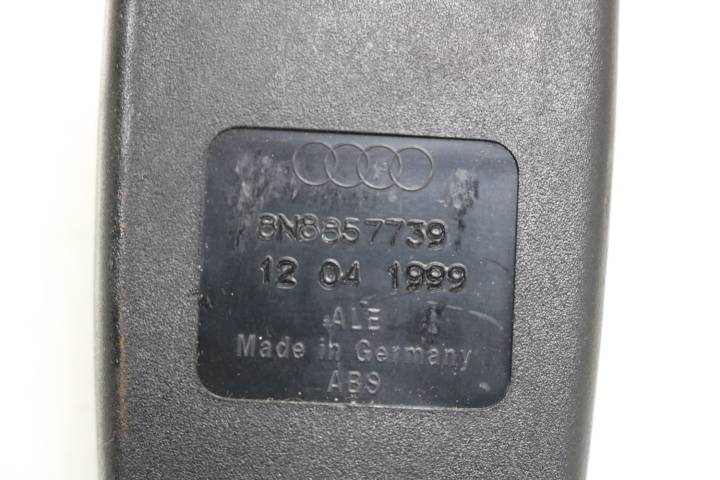 8N8857739
12 04 1999
ALE I
Made in Germany
ABS